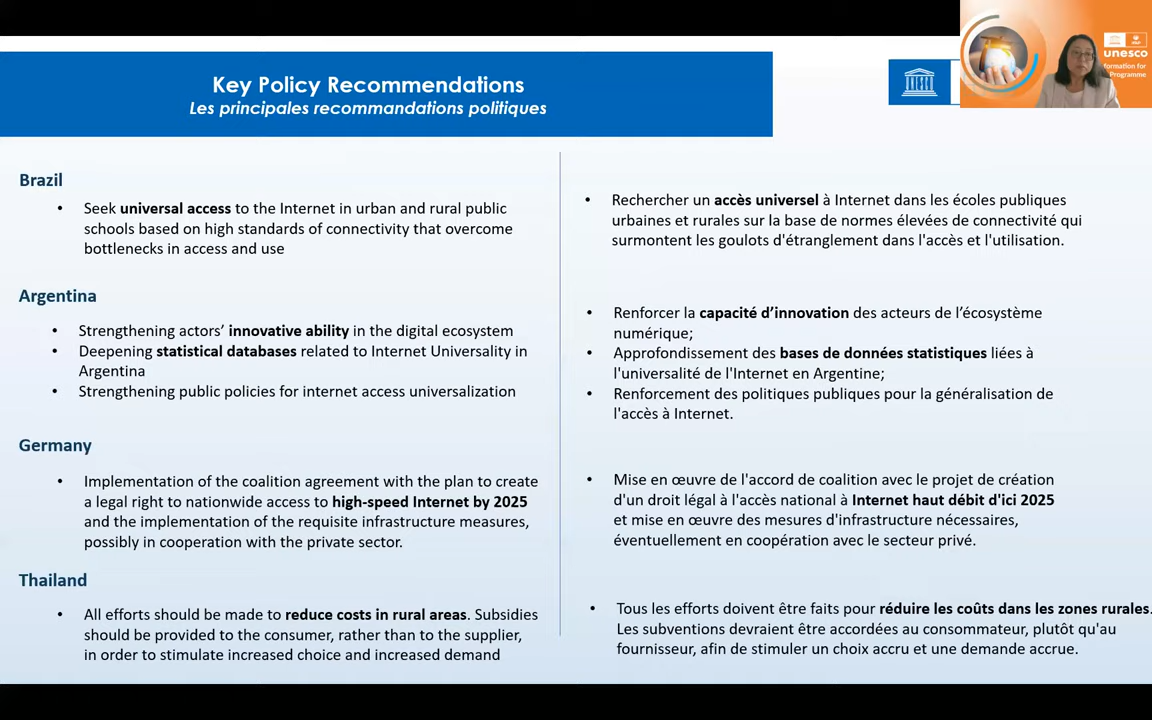 Key Policy Recommendations
Les principales recommandations politiques
unesco
formation for
Programme
Brazil
• Seek universal access to the Internet in urban and rural public
schools based on high standards of connectivity that overcome
bottlenecks in access and use
Argentina
• Strengthening actors’ innovative ability in the digital ecosystem
• Deepening statistical databases related to Internet Universality in
Argentina
• Strengthening public policies for internet access universalization
Germany
• Implementation of the coalition agreement with the plan to create
a legal right to nationwide access to high-speed Internet by 2025
and the implementation of the requisite infrastructure measures,
possibly in cooperation with the private sector.
Thailand
• All efforts should be made to reduce costs in rural areas. Subsidies
should be provided to the consumer, rather than to the supplier,
in order to stimulate increased choice and increased demand
• Rechercher un accès universel à Internet dans les écoles publiques
urbaines et rurales sur la base de normes élevées de connectivité qui
surmontent les goulots d'étranglement dans l'accès et l'utilisation.
• Renforcer la capacité d’innovation des acteurs de l’écosystème
numérique;
• Approfondissement des bases de données statistiques liées à
l'universalité de l'Internet en Argentine;
• Renforcement des politiques publiques pour la généralisation de
l'accès à Internet.
• Mise en œuvre de l'accord de coalition avec le projet de création
d'un droit légal à l'accès national à Internet haut débit d'ici 2025
et mise en œuvre des mesures d'infrastructure nécessaires,
éventuellement en coopération avec le secteur privé.
• Tous les efforts doivent être faits pour réduire les coûts dans les zones rurales.
Les subventions devraient être accordées au consommateur, plutôt qu'au
fournisseur, afin de stimuler un choix accru et une demande accrue.